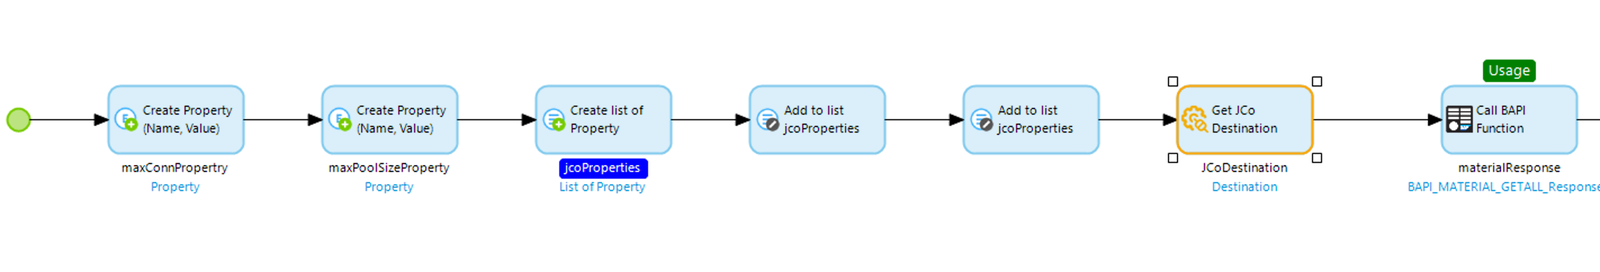 Usage
Create Property
(Name, Value)
Create Property
(Name, Value)
Create list of
Property
Add to list
jcoProperties
Add to list
jcoProperties
Get JCo
Destination
Call BAPI
Function
maxConnPropertry
Property
maxPoolSizeProperty
Property
jcoProperties
List of Property
JCoDestination
Destination
materialResponse
BAPI_MATERIAL_GETALL_Response